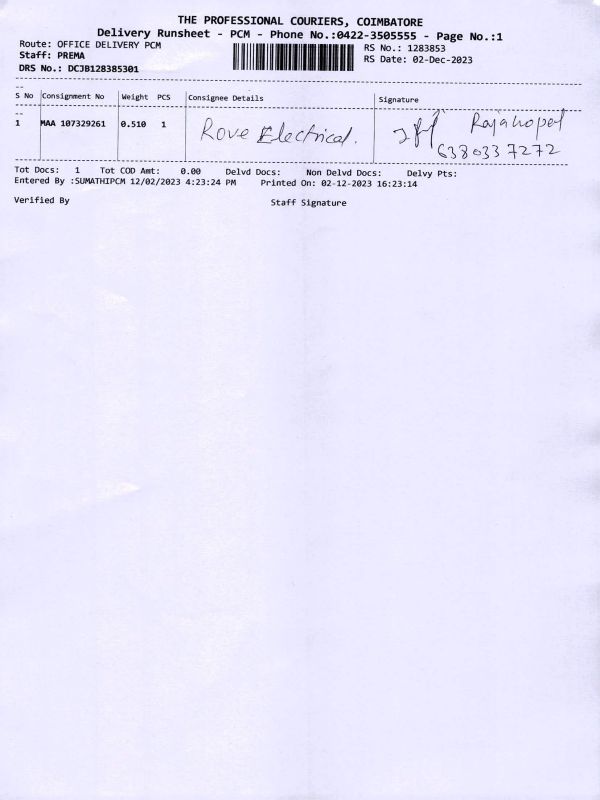 THE PROFESSIONAL COURIERS, COIMBATORE
Delivery Runsheet - PCM - Phone No.:0422-3505555 - Page No.:1
Route: OFFICE DELIVERY PCM
RS No.: 1283853
Staff: PREMA
RS Date: 02-Dec-2023
DRS No.: DCJB128385301
S No Consignment No Weight PCS Consignee Details Signature
1 MAA 107329261 0.510 1 Rove Electrical. Rajahopal
6380337272
Tot Docs: 1 Tot COD Amt: 0.00 Delvd Docs: Non Delvd Docs: Delvy Pts:
Entered By :SUMATHIPCM 12/02/2023 4:23:24 PM Printed On: 02-12-2023 16:23:14
Verified By Staff Signature